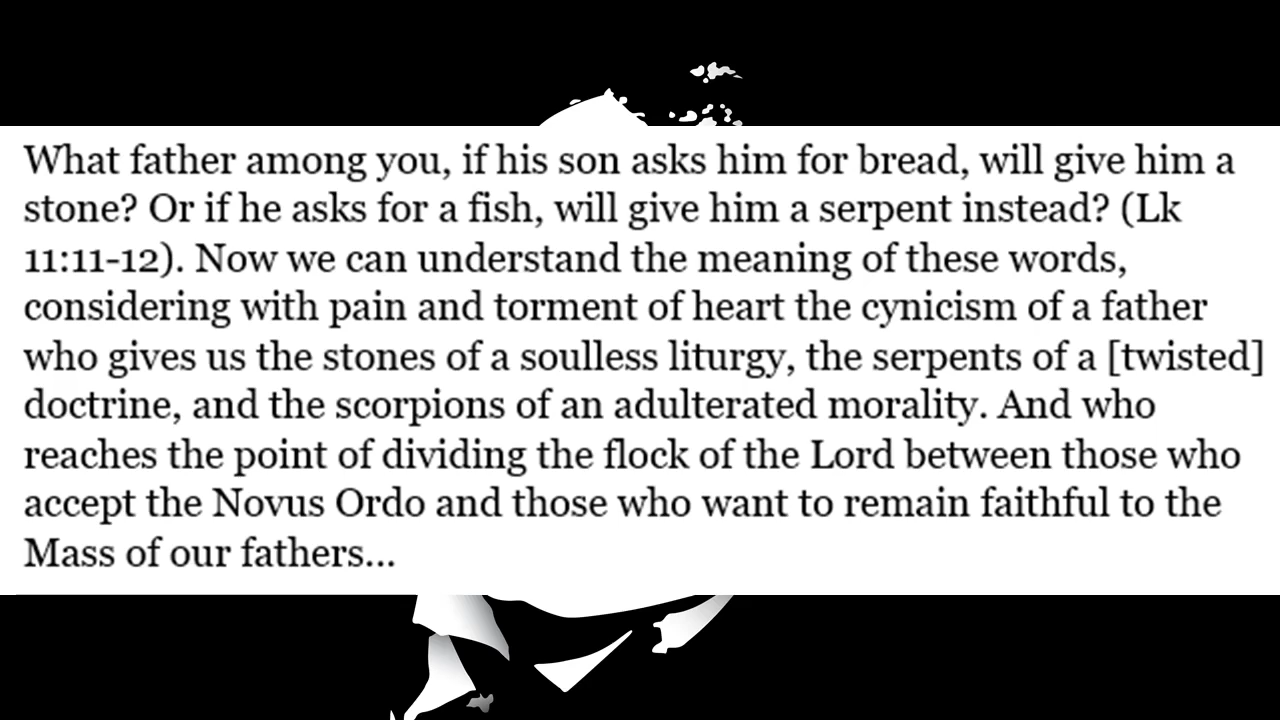 What father among you, if his son asks him for bread, will give him a
stone? Or if he asks for a fish, will give him a serpent instead? (Lk
11:11-12). Now we can understand the meaning of these words,
considering with pain and torment of heart the cynicism of a father
who gives us the stones of a soulless liturgy, the serpents of a [twisted]
doctrine, and the scorpions of an adulterated morality. And who
reaches the point of dividing the flock of the Lord between those who
accept the Novus Ordo and those who want to remain faithful to the
Mass of our fathers...